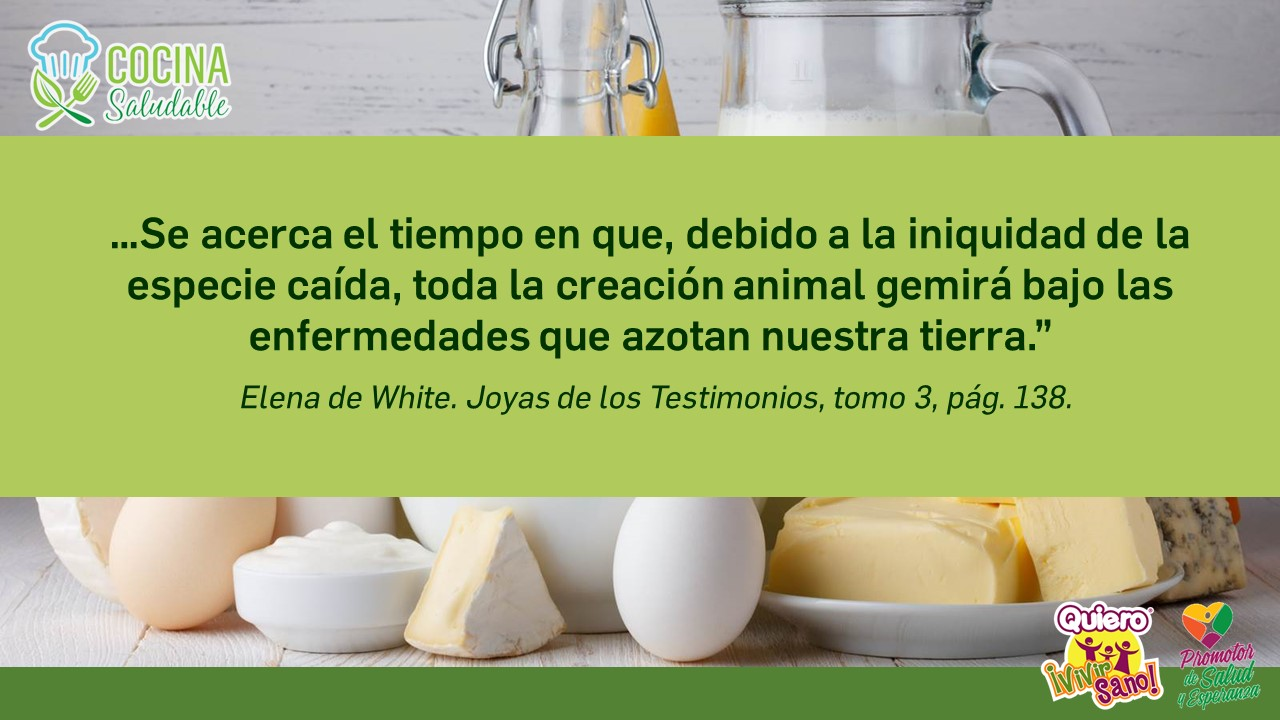 COCINA
Saludable
...Se acerca el tiempo en que, debido a la iniquidad de la
especie caída, toda la creación animal gemirá bajo las
enfermedades que azotan nuestra tierra.”
Elena de White. Joyas de los Testimonios, tomo 3, pág. 138.
Quiero
¡Vivir
Sano!
Promotor
de Salud
y Esperanza